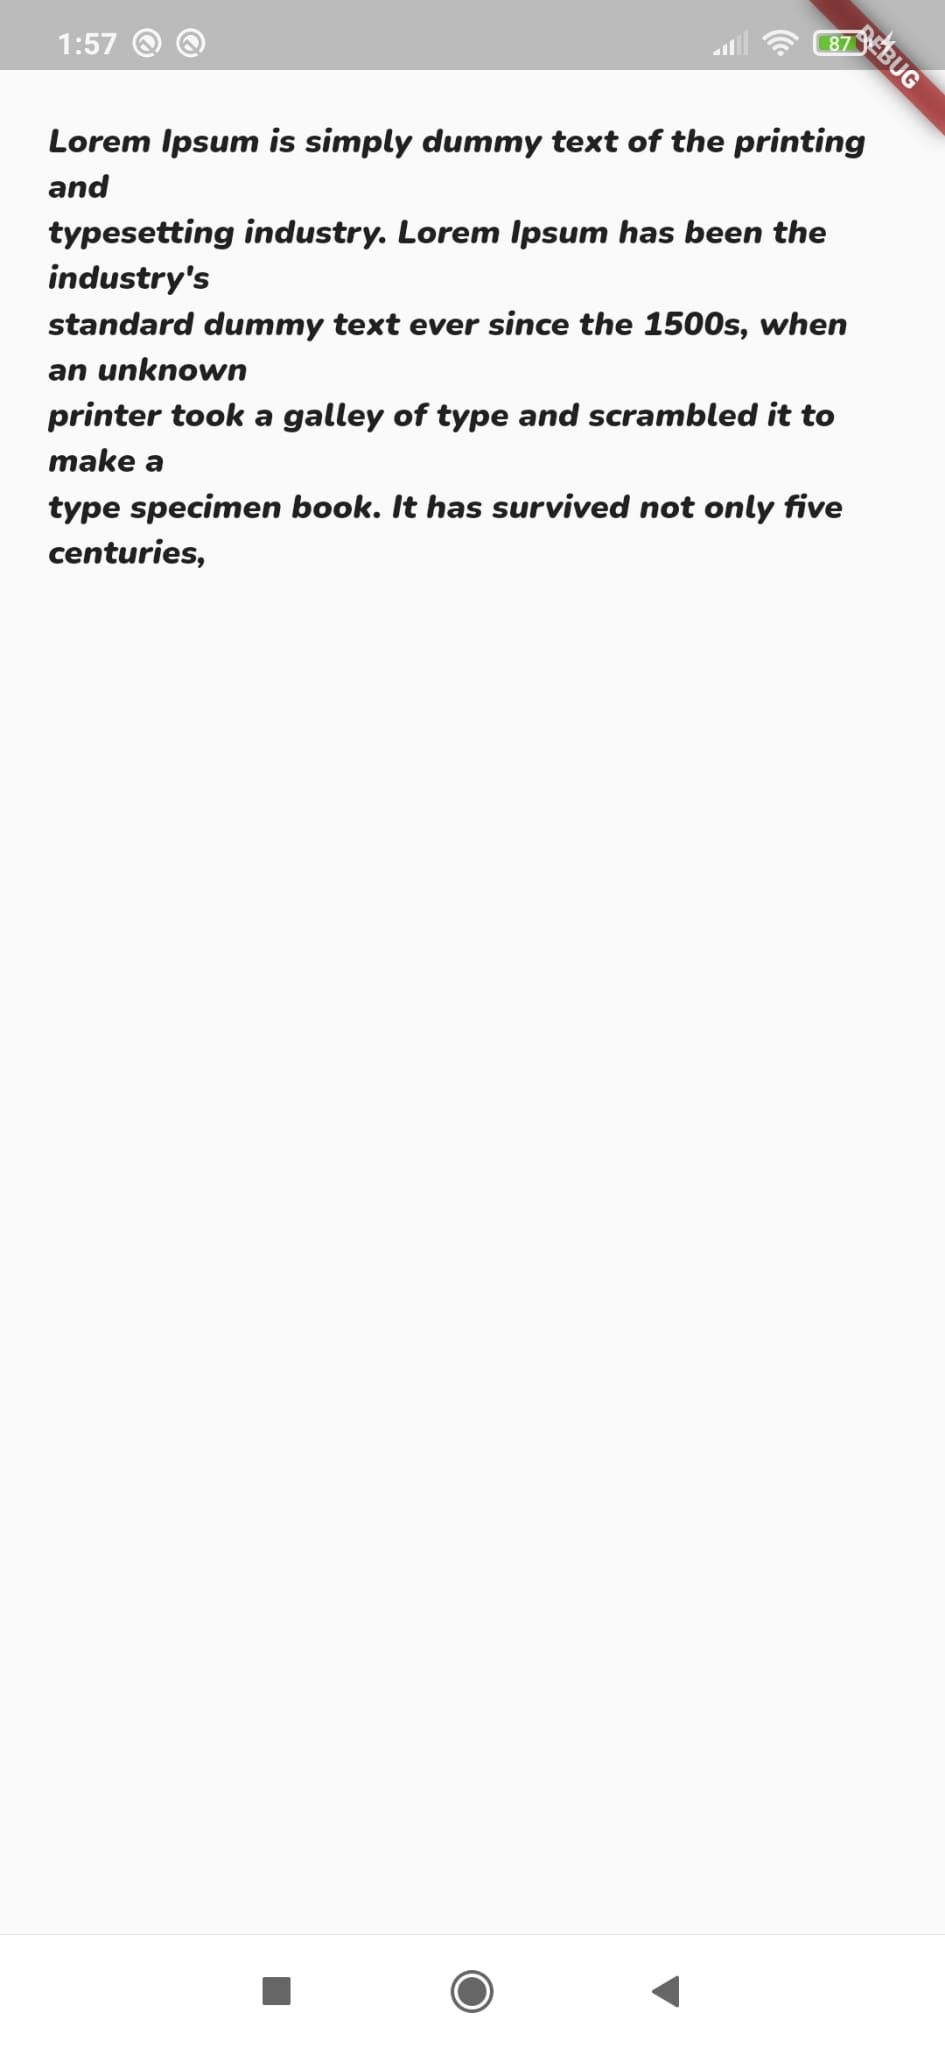 1:57
87
DEBUG
Lorem Ipsum is simply dummy text of the printing
and
typesetting industry. Lorem Ipsum has been the
industry's
standard dummy text ever since the 1500s, when
an unknown
printer took a galley of type and scrambled it to
make a
type specimen book. It has survived not only five
centuries,